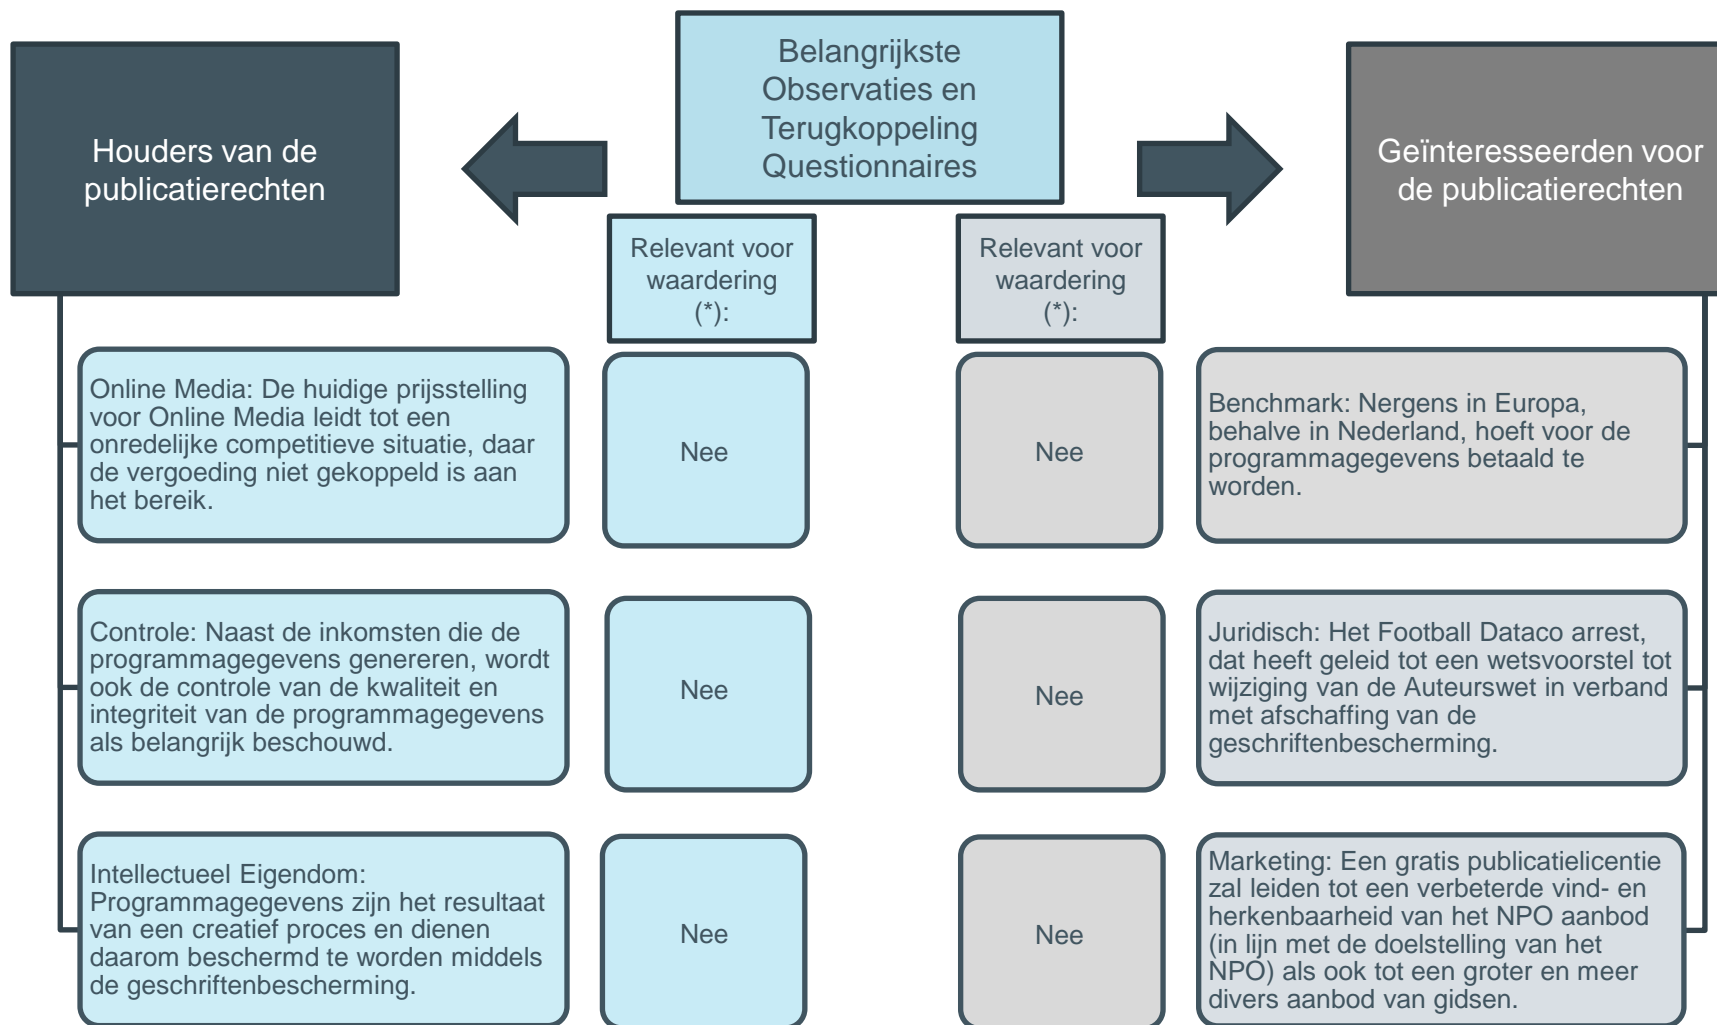 Belangrijkste
Observaties en
Terugkoppeling
Questionnaires
Houders van de
publicatierechten
Geïnteresseerden voor
de publicatierechten
Relevant voor
waardering
(*):
Relevant voor
waardering
(*):
Online Media: De huidige prijsstelling
voor Online Media leidt tot een
onredelijke competitieve situatie, daar
de vergoeding niet gekoppeld is aan
het bereik.
Nee
Nee
Benchmark: Nergens in Europa,
behalve in Nederland, hoeft voor de
programmagegevens betaald te
worden.
Controle: Naast de inkomsten die de
programmagegevens genereren, wordt
ook de controle van de kwaliteit en
integriteit van de programmagegevens
als belangrijk beschouwd.
Nee
Nee
Juridisch: Het Football Dataco arrest,
dat heeft geleid tot een wetsvoorstel tot
wijziging van de Auteurswet in verband
met afschaffing van de
geschriftenbescherming.
Intellectueel Eigendom:
Programmagegevens zijn het resultaat
van een creatief proces en dienen
daarom beschermd te worden middels
de geschriftenbescherming.
Nee
Nee
Marketing: Een gratis publicatielicentie
zal leiden tot een verbeterde vind- en
herkenbaarheid van het NPO aanbod
(in lijn met de doelstelling van het
NPO) als ook tot een groter en meer
divers aanbod van gidsen.